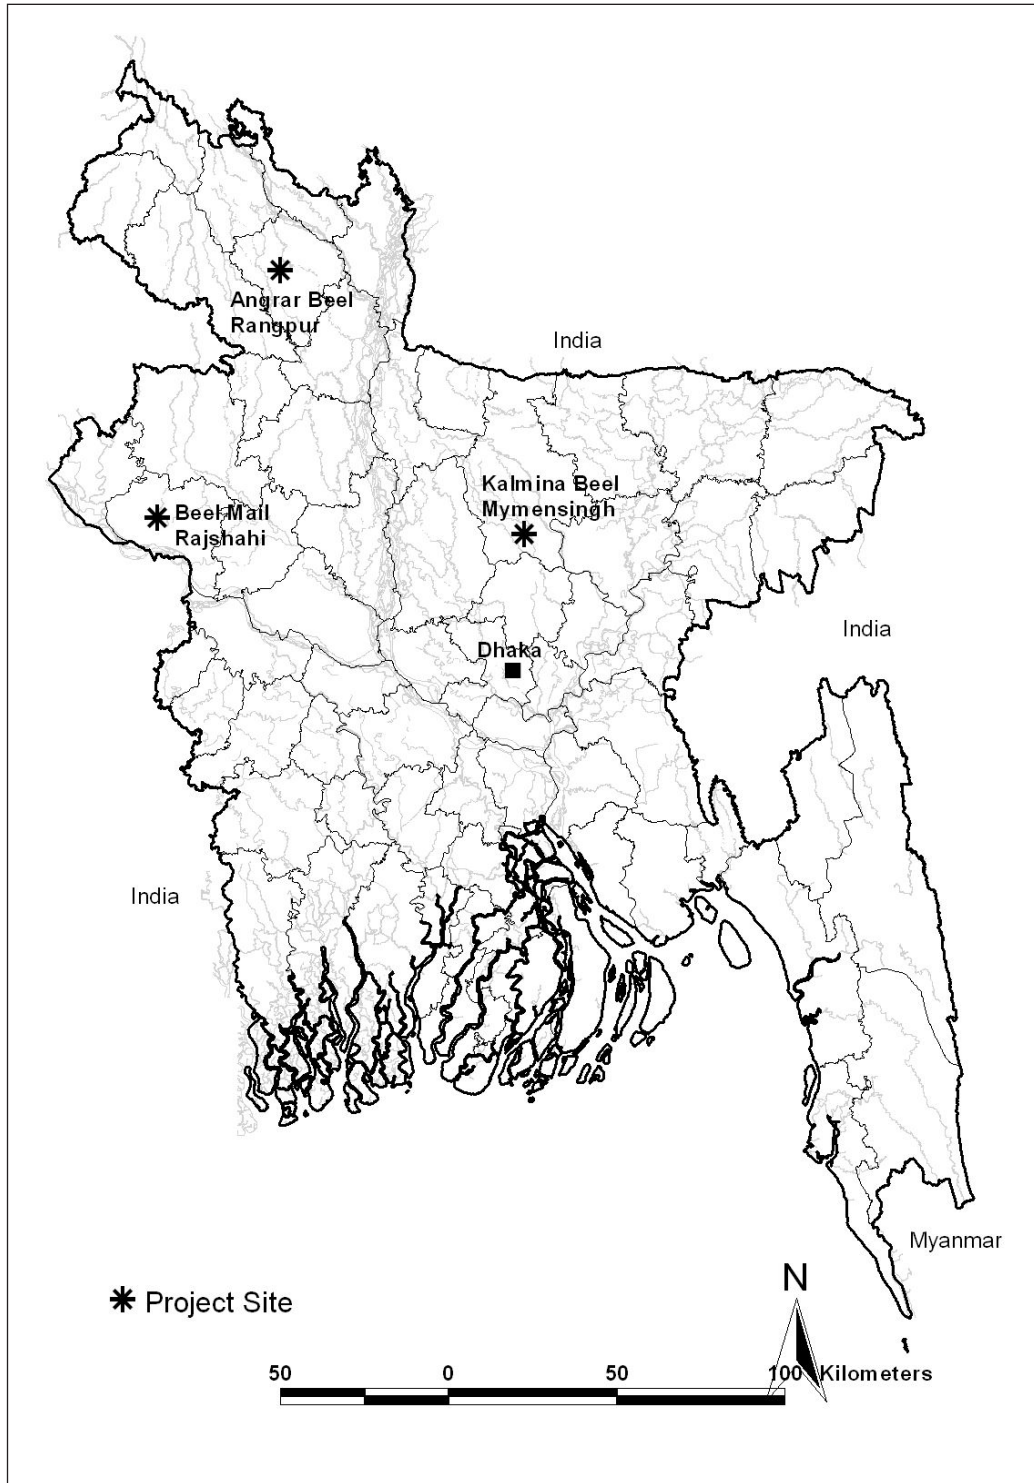 Angrar Beel
Rangpur
India
Kalmina Beel
Mymensingh
Beel Mail
Rajshahi
India
Dhaka
India
Myanmar
N
Project Site
50 0 50 100 Kilometers